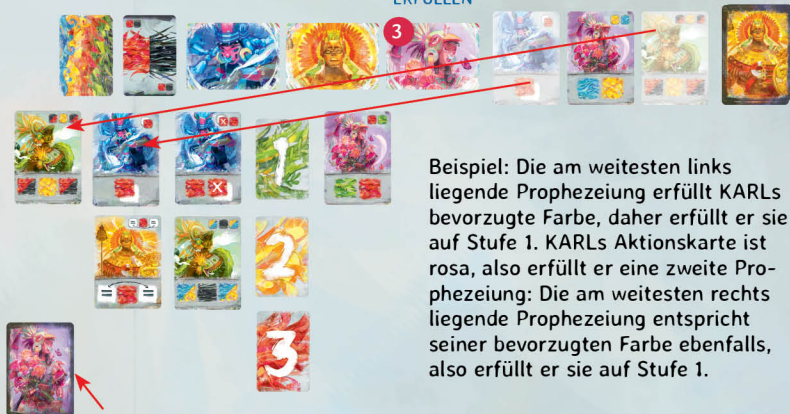 ERFÜLLEN
3
1
Beispiel: Die am weitesten links
liegende Prophezeiung erfüllt KARLs
bevorzugte Farbe, daher erfüllt er sie
auf Stufe 1. KARLs Aktionskarte ist
rosa, also erfüllt er eine zweite Pro-
phezeiung: Die am weitesten rechts
liegende Prophezeiung entspricht
seiner bevorzugten Farbe ebenfalls,
also erfüllt er sie auf Stufe 1.
2
3